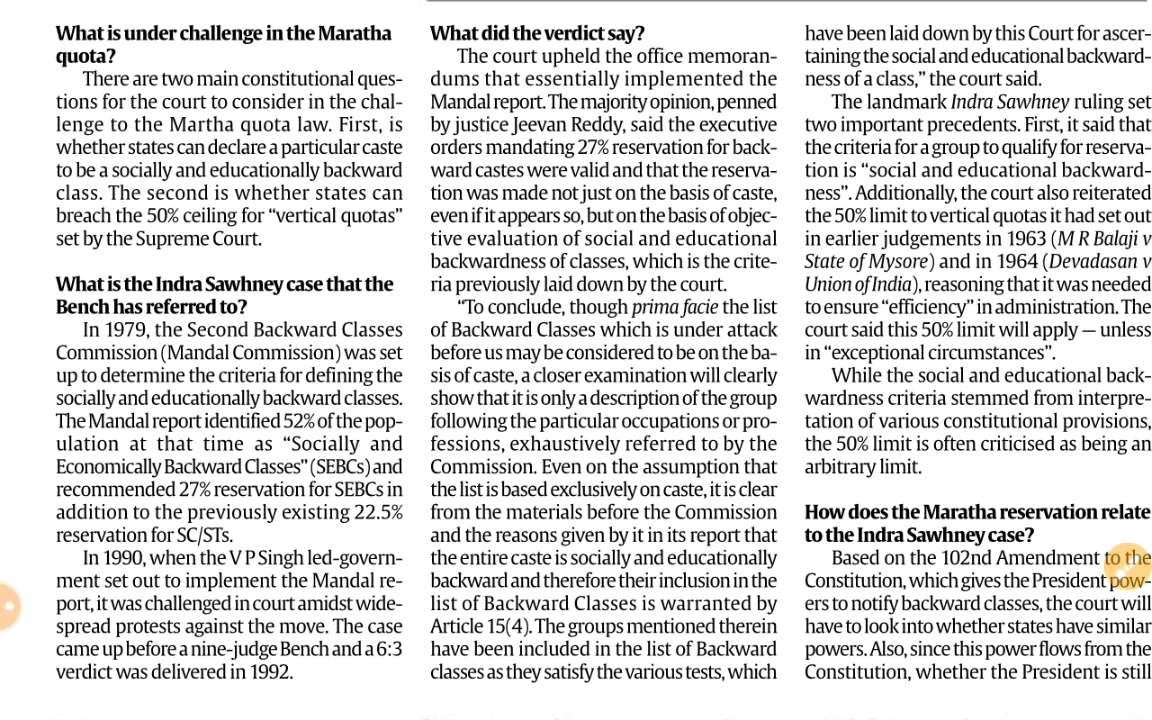 What is under challenge in the Maratha
quota?
There are two main constitutional ques-
tions for the court to consider in the chal-
lenge to the Martha quota law. First, is
whether states can declare a particular caste
to be a socially and educationally backward
class. The second is whether states can
breach the 50% ceiling for “vertical quotas”
set by the Supreme Court.
What is the Indra Sawhney case that the
Bench has referred to?
In 1979, the Second Backward Classes
Commission (Mandal Commission) was set
up to determine the criteria for defining the
socially and educationally backward classes.
The Mandal report identified 52% of the pop-
ulation at that time as “Socially and
Economically Backward Classes” (SEBCs) and
recommended 27% reservation for SEBCs in
addition to the previously existing 22.5%
reservation for SC/STs.
In 1990, when the V P Singh led-govern-
ment set out to implement the Mandal re-
port, it was challenged in court amidst wide-
spread protests against the move. The case
came up before a nine-judge Bench and a 6:3
verdict was delivered in 1992.
What did the verdict say?
The court upheld the office memoran-
dums that essentially implemented the
Mandal report. The majority opinion, penned
by justice Jeevan Reddy, said the executive
orders mandating 27% reservation for back-
ward castes were valid and that the reserva-
tion was made not just on the basis of caste,
even if it appears so, but on the basis of objec-
tive evaluation of social and educational
backwardness of classes, which is the crite-
ria previously laid down by the court.
“To conclude, though prima facie the list
of Backward Classes which is under attack
before us may be considered to be on the ba-
sis of caste, a closer examination will clearly
show that it is only a description of the group
following the particular occupations or pro-
fessions, exhaustively referred to by the
Commission. Even on the assumption that
the list is based exclusively on caste, it is clear
from the materials before the Commission
and the reasons given by it in its report that
the entire caste is socially and educationally
backward and therefore their inclusion in the
list of Backward Classes is warranted by
Article 15(4). The groups mentioned therein
have been included in the list of Backward
classes as they satisfy the various tests, which
have been laid down by this Court for ascer-
taining the social and educational backward-
ness of a class,” the court said.
The landmark Indra Sawhney ruling set
two important precedents. First, it said that
the criteria for a group to qualify for reserva-
tion is “social and educational backward-
ness”. Additionally, the court also reiterated
the 50% limit to vertical quotas it had set out
in earlier judgements in 1963 (M R Balaji v
State of Mysore) and in 1964 (Devadasan v
Union of India), reasoning that it was needed
to ensure “efficiency” in administration. The
court said this 50% limit will apply — unless
in “exceptional circumstances”.
While the social and educational back-
wardness criteria stemmed from interpre-
tation of various constitutional provisions,
the 50% limit is often criticised as being an
arbitrary limit.
How does the Maratha reservation relate
to the Indra Sawhney case?
Based on the 102nd Amendment to the
Constitution, which gives the President pow-
ers to notify backward classes, the court will
have to look into whether states have similar
powers. Also, since this power flows from the
Constitution, whether the President is still